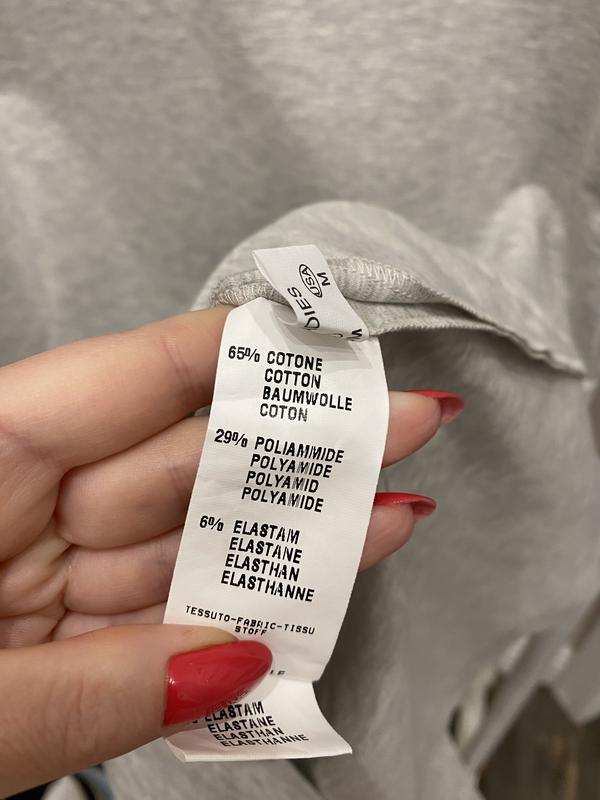 USA
M
65% COTONE
COTTON
BAUMWOLLE
COTON
29% POLIAMMIDE
POLYAMIDE
POLYAMID
POLYAMIDE
6% ELASTAM
ELASTANE
ELASTHAN
ELASTHANNE
TESSUTO-FABRIC-TISSU
STOFF
ELASTAM
ELASTANE
ELASTHAN
ELASTHANNE